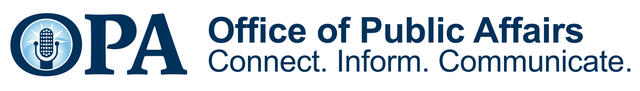 OPA
Office of Public Affairs
Connect. Inform. Communicate.